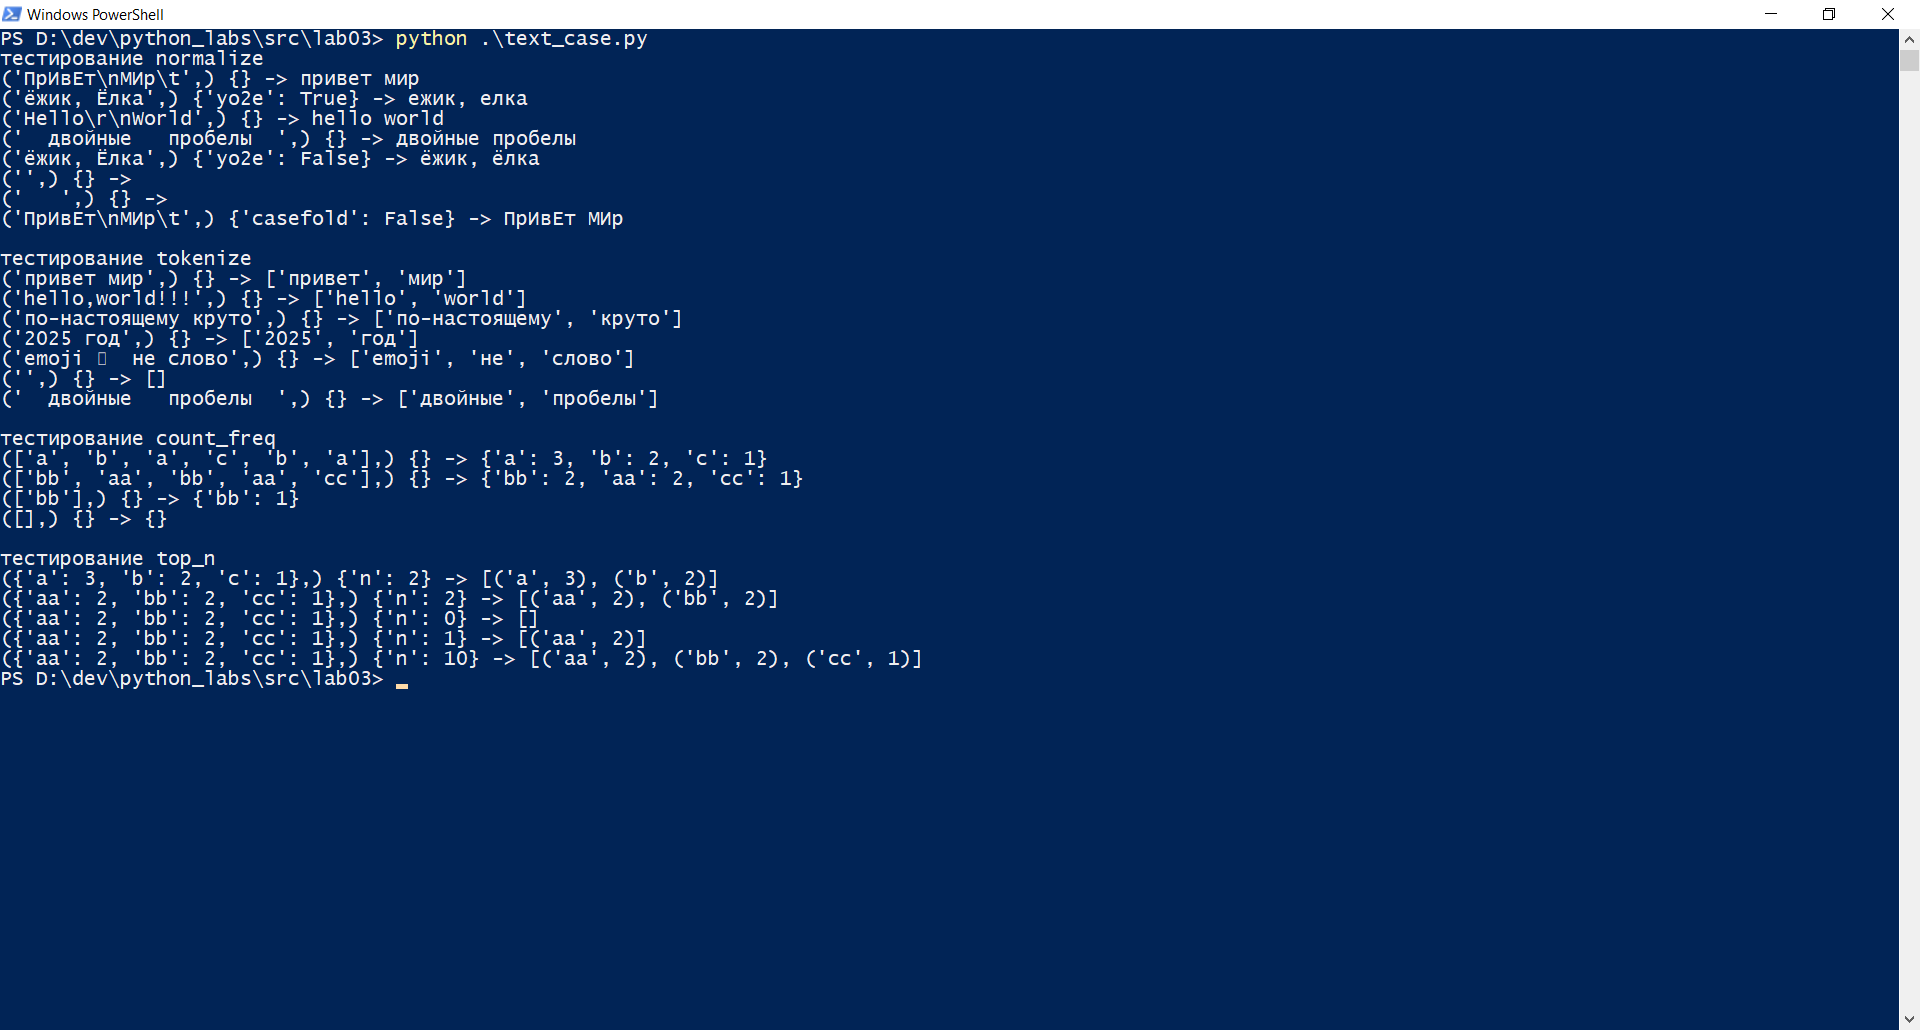 Windows PowerShell
PS D:\dev\python_labs\src\lab03> python .\text_case.py
тестирование normalize
('ПрИвЕт\nМИр\t',) {} -> привет мир
('ёжик, Ёлка',) {'yo2e': True} -> ежик, елка
('Hello\r\nWorld',) {} -> hello world
('  двойные   пробелы  ',) {} -> двойные пробелы
('ёжик, Ёлка',) {'yo2e': False} -> ёжик, ёлка
('',) {} ->
('   ',) {} ->
('ПрИвЕт\nМИр\t',) {'casefold': False} -> ПрИвЕт МИр
тестирование tokenize
('привет мир',) {} -> ['привет', 'мир']
('hello,world!!!',) {} -> ['hello', 'world']
('по-настоящему круто',) {} -> ['по-настоящему', 'круто']
('2025 год',) {} -> ['2025', 'год']
('emoji  не слово',) {} -> ['emoji', 'не', 'слово']
('',) {} -> []
('  двойные   пробелы  ',) {} -> ['двойные', 'пробелы']
тестирование count_freq
(['a', 'b', 'a', 'c', 'b', 'a'],) {} -> {'a': 3, 'b': 2, 'c': 1}
(['bb', 'aa', 'bb', 'aa', 'cc'],) {} -> {'bb': 2, 'aa': 2, 'cc': 1}
(['bb'],) {} -> {'bb': 1}
([],) {} -> {}
тестирование top_n
({'a': 3, 'b': 2, 'c': 1},) {'n': 2} -> [('a', 3), ('b', 2)]
({'aa': 2, 'bb': 2, 'cc': 1},) {'n': 2} -> [('aa', 2), ('bb', 2)]
({'aa': 2, 'bb': 2, 'cc': 1},) {'n': 0} -> []
({'aa': 2, 'bb': 2, 'cc': 1},) {'n': 1} -> [('aa', 2)]
({'aa': 2, 'bb': 2, 'cc': 1},) {'n': 10} -> [('aa', 2), ('bb', 2), ('cc', 1)]
PS D:\dev\python_labs\src\lab03>